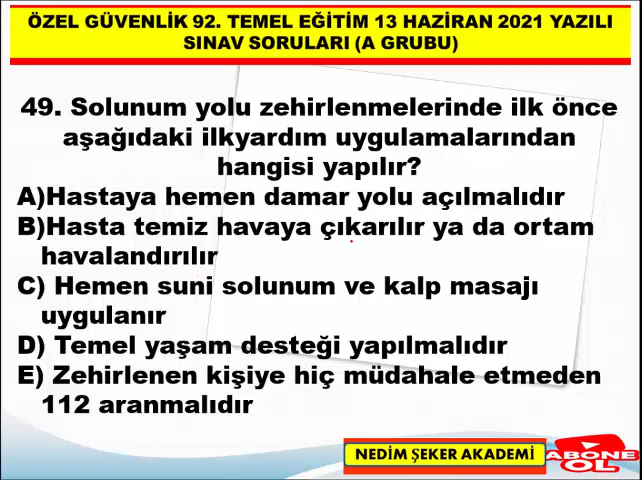 ÖZEL GÜVENLİK 92. TEMEL EĞİTİM 13 HAZİRAN 2021 YAZILI
SINAV SORULARI (A GRUBU)
49. Solunum yolu zehirlenmelerinde ilk önce
aşağıdaki ilkyardım uygulamalarından
hangisi yapılır?
A)Hastaya hemen damar yolu açılmalıdır
B)Hasta temiz havaya çıkarılır ya da ortam
havalandırılır
C) Hemen suni solunum ve kalp masajı
uygulanır
D) Temel yaşam desteği yapılmalıdır
E) Zehirlenen kişiye hiç müdahale etmeden
112 aranmalıdır
NEDİM ŞEKER AKADEMİ
ABONE
OL